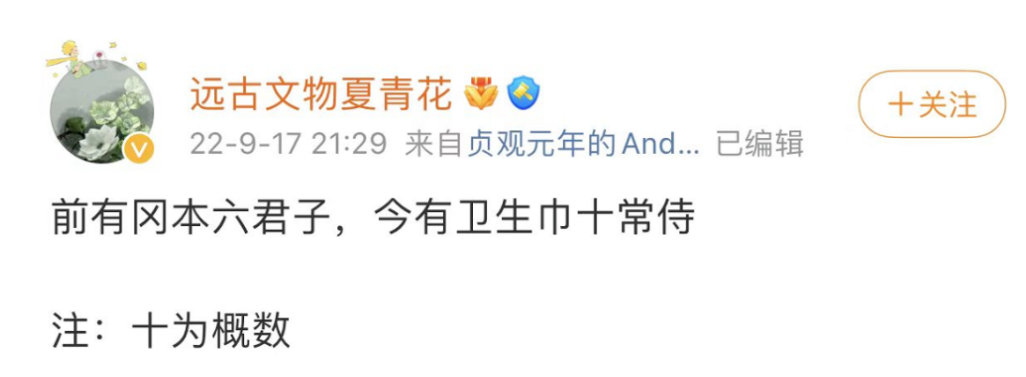 远古文物夏青花
+关注
22-9-17 21:29 来自贞观元年的And... 已编辑
前有冈本六君子，今有卫生巾十常侍
注：十为概数